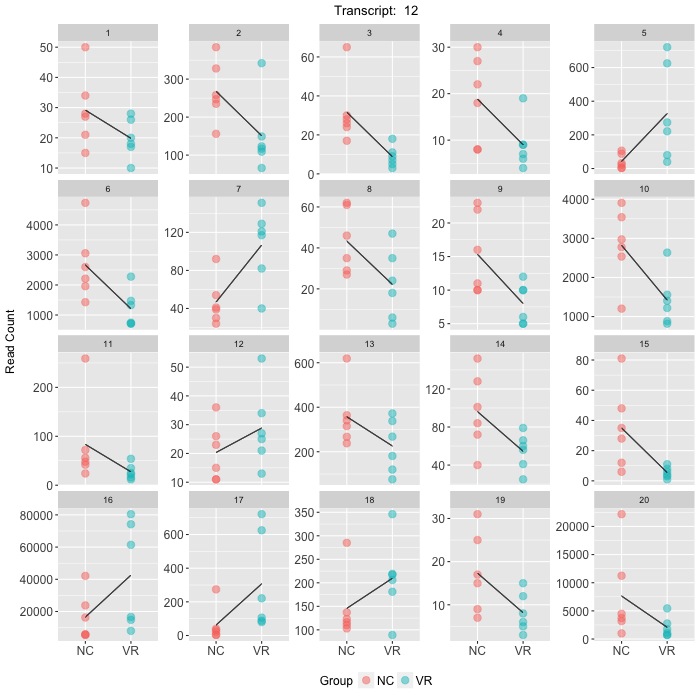 Transcript: 12
1 2 3 4 5
50 40 30 20 10
300 200 100
60 40 20 0
30 20 10
600 400 200 0
6 7 8 9 10
4000 3000 2000 1000
120 80 40
60 40 20
20 15 10 5
4000 3000 2000 1000
Read Count
11 12 13 14 15
200 100 0
50 40 30 20 10
600 400 200
120 80 40
80 60 40 20 0
16 17 18 19 20
80000 60000 40000 20000
600 400 200 0
350 300 250 200 150 100
30 20 10
20000 15000 10000 5000 0
NC VR NC VR NC VR NC VR NC VR
Group NC VR